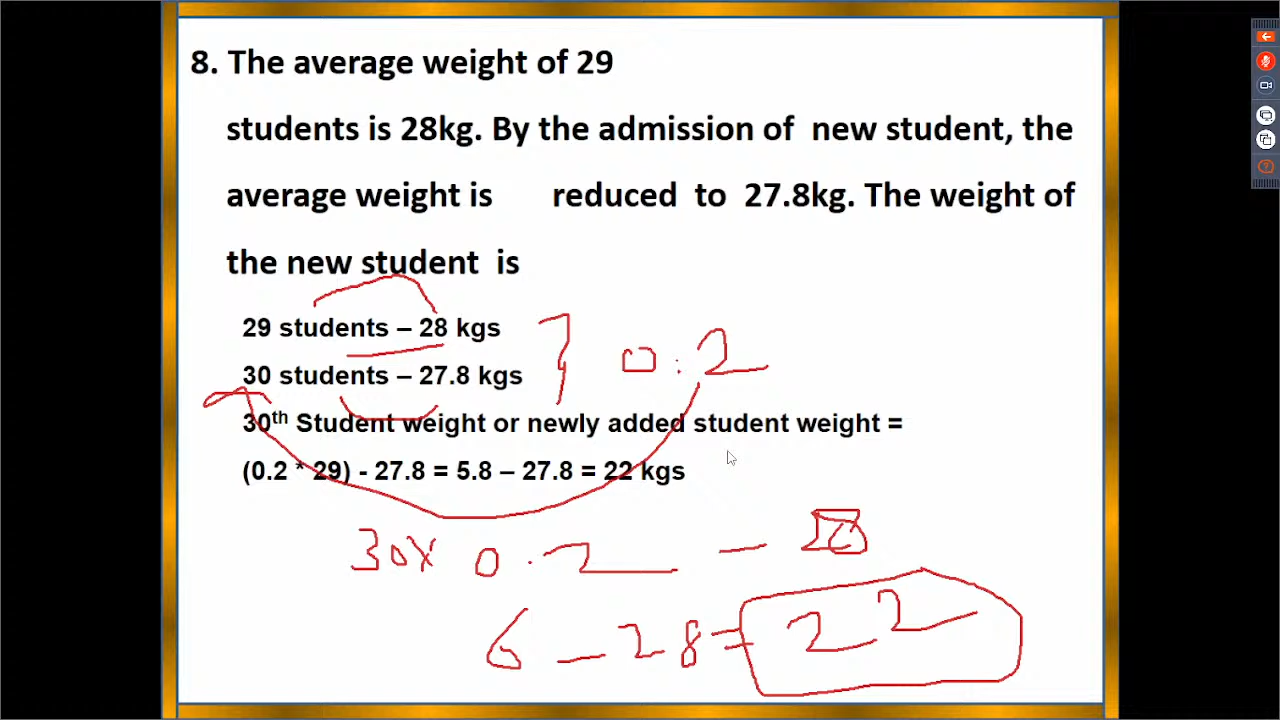 8. The average weight of 29
students is 28kg. By the admission of new student, the
average weight is reduced to 27.8kg. The weight of
the new student is
29 students – 28 kgs
30 students – 27.8 kgs
0.2
30th Student weight or newly added student weight =
(0.2 * 29) - 27.8 = 5.8 – 27.8 = 22 kgs
30 x 0.2 –
6 – 28 = 22